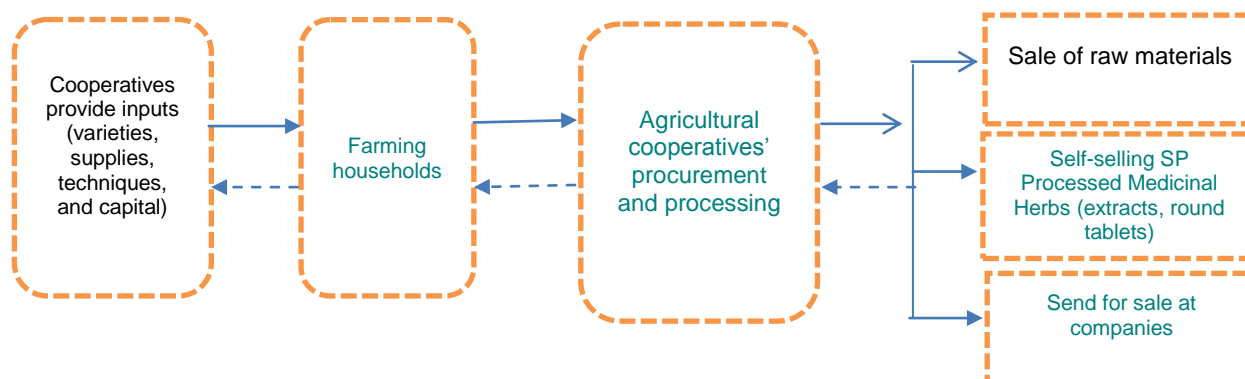 Cooperatives
provide inputs
(varieties,
supplies,
techniques,
and capital)
Farming
households
Agricultural
cooperatives’
procurement
and processing
Sale of raw materials
Self-selling SP
Processed Medicinal
Herbs (extracts, round
tablets)
Send for sale at
companies